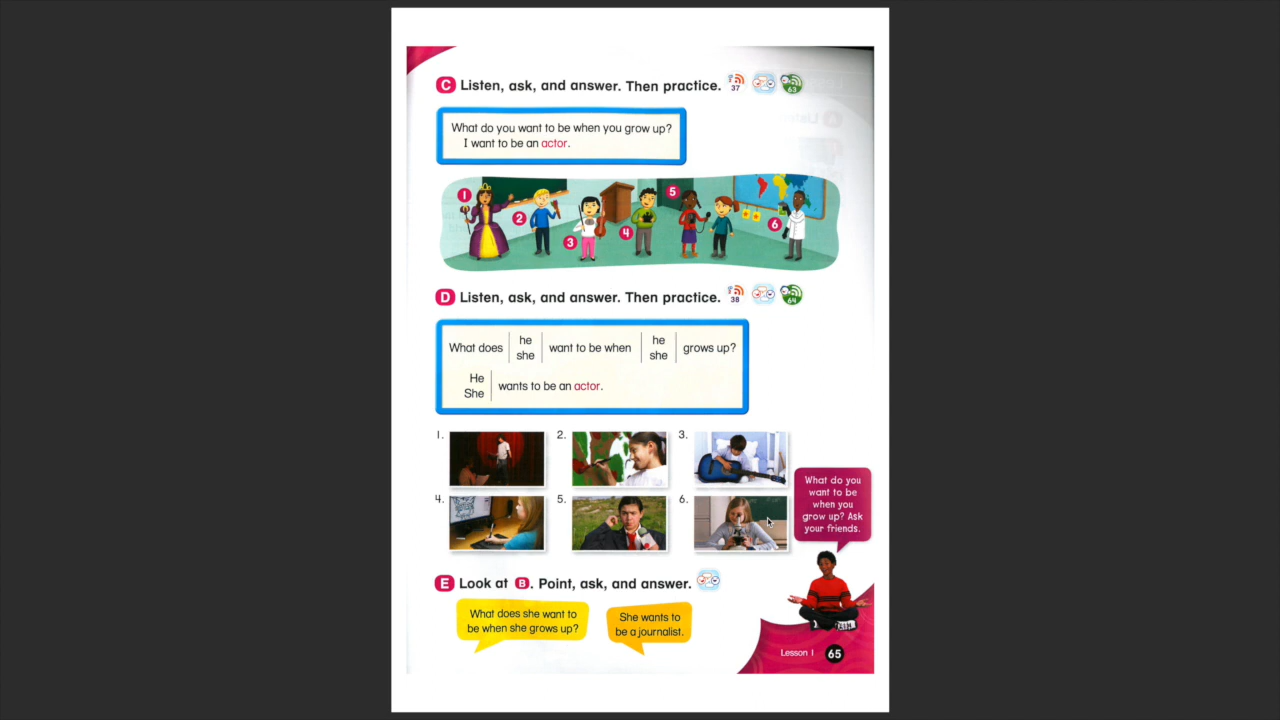 C Listen, ask, and answer. Then practice. 37 63
What do you want to be when you grow up?
I want to be an actor.
1
2
3
4
5
6
D Listen, ask, and answer. Then practice. 38 64
What does he she want to be when he she grows up?
He She wants to be an actor.
1. 2. 3.
4. 5. 6.
What do you
want to be
when you
grow up? Ask
your friends.
E Look at B. Point, ask, and answer.
What does she want to
be when she grows up?
She wants to
be a journalist.
Lesson 1 65